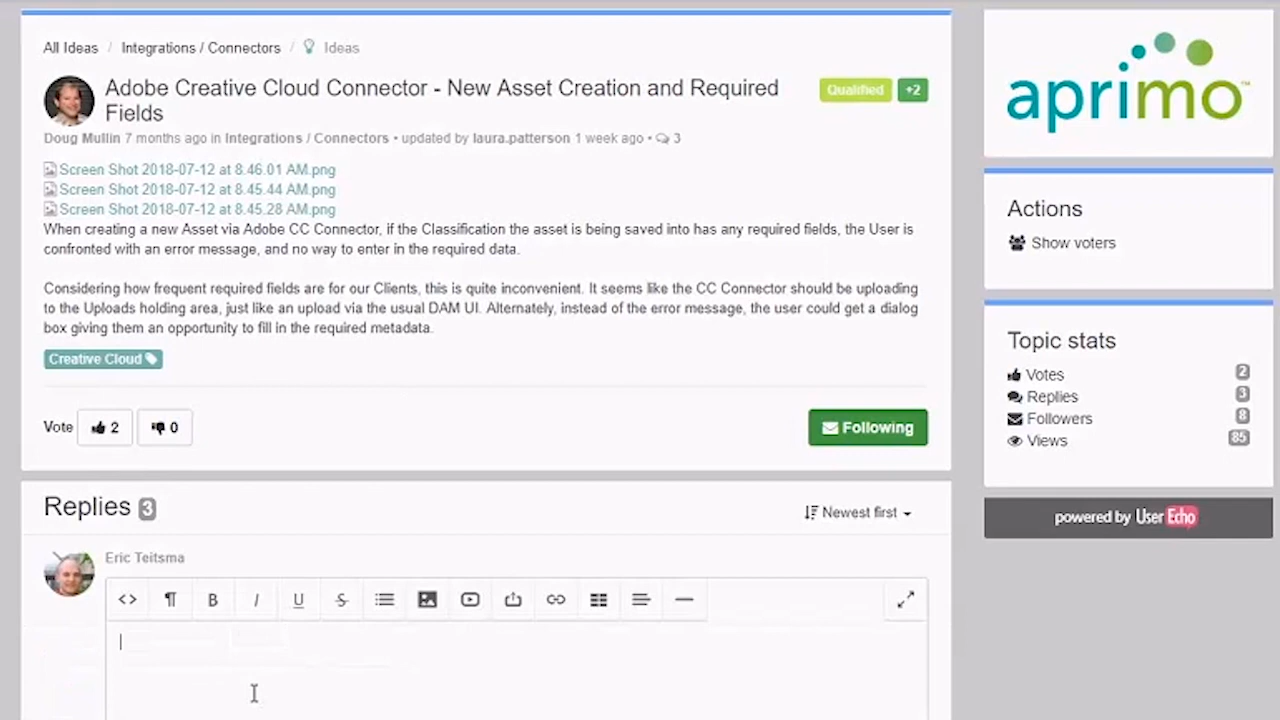 All Ideas / Integrations / Connectors / Ideas
Adobe Creative Cloud Connector - New Asset Creation and Required
Fields
Qualified
+2
Doug Mullin 7 months ago in Integrations / Connectors • updated by laura.patterson 1 week ago • 3
Screen Shot 2018-07-12 at 8.46.01 AM.png
Screen Shot 2018-07-12 at 8.45.44 AM.png
Screen Shot 2018-07-12 at 8.45.28 AM.png
When creating a new Asset via Adobe CC Connector, if the Classification the asset is being saved into has any required fields, the User is
confronted with an error message, and no way to enter in the required data.
Considering how frequent required fields are for our Clients, this is quite inconvenient. It seems like the CC Connector should be uploading
to the Uploads holding area, just like an upload via the usual DAM UI. Alternately, instead of the error message, the user could get a dialog
box giving them an opportunity to fill in the required metadata.
Creative Cloud
Vote 2 0
Following
Replies 3
Newest first
Eric Teitsma
<> ¶ B I U S
aprimo™
Actions
Show voters
Topic stats
Votes 2
Replies 3
Followers 8
Views 85
powered by UserEcho